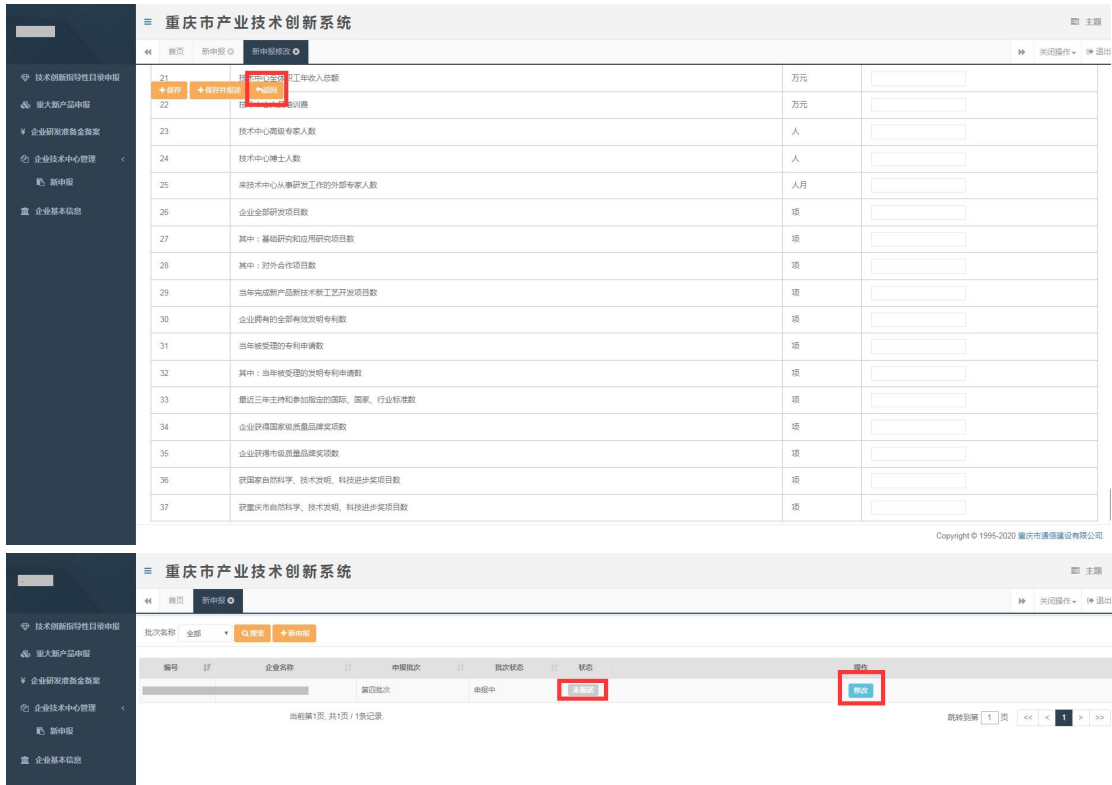 ≡ 重庆市产业技术创新系统 主题
首页 新申报 新申报修改 关闭操作 退出
技术创新指导性目录申报
重大新产品申报
¥ 企业研发准备金备案
企业技术中心管理 <
新申报
企业基本信息
21 技术中心全体职工年收入总额 万元
+保存 +保存并报送 返回
22 培训费 万元
23 技术中心高级专家人数 人
24 技术中心博士人数 人
25 来技术中心从事研发工作的外部专家人数 人月
26 企业全部研发项目数 项
27 其中：基础研究和应用研究项目数 项
28 其中：对外合作项目数 项
29 当年完成新产品新技术新工艺开发项目数 项
30 企业拥有的全部有效发明专利数 项
31 当年被受理的专利申请数 项
32 其中：当年被受理的发明专利申请数 项
33 最近三年主持和参加指定的国际、国家、行业标准数 项
34 企业获得国家级质量品牌奖项数 项
35 企业获得市级质量品牌奖项数 项
36 获国家自然科学、技术发明、科技进步奖项目数 项
37 获重庆市自然科学、技术发明、科技进步奖项目数 项
Copyright © 1995-2020 重庆市通信建设有限公司.
≡ 重庆市产业技术创新系统 主题
首页 新申报 关闭操作 退出
技术创新指导性目录申报
重大新产品申报
¥ 企业研发准备金备案
企业技术中心管理 <
新申报
企业基本信息
批次名称 全部 搜索 +新申报
编号 企业名称 申报批次 批次状态 状态 操作
第四批次 申报中 未报送 修改
当前第1页, 共1页 / 1条记录. 跳转到第 1 页 << < 1 > >>